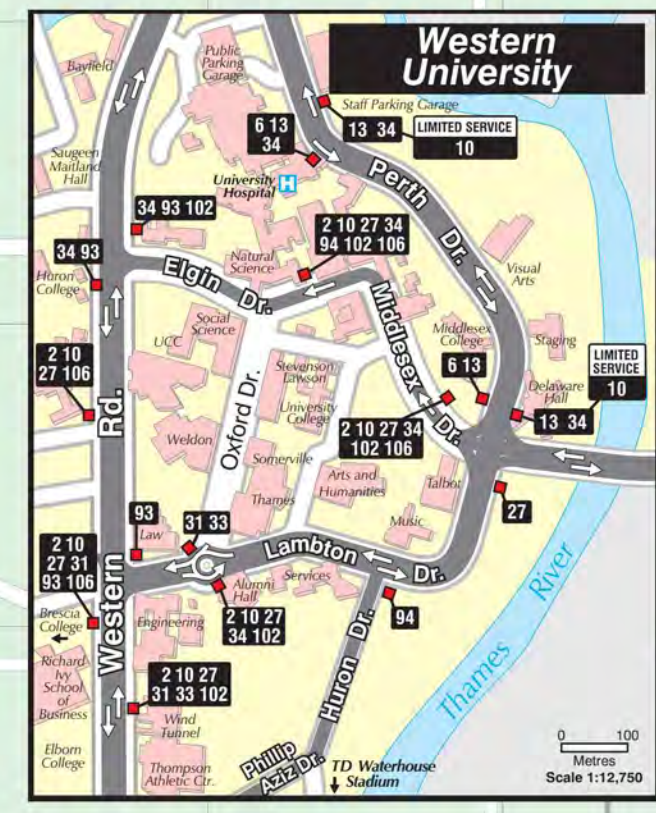 Western
University
Public
Parking
Garage
Bayfield
Staff Parking Garage
13 34
LIMITED SERVICE
10
6 13
34
Saugeen
Maitland
Hall
University
Hospital
H
Perth
Dr.
34 93 102
2 10 27 34
94 102 106
34 93
Huron
College
Natural
Science
Elgin Dr.
Visual
Arts
Middlesex
Dr.
Social
Science
UCC
Middlesex
College
Staging
2 10
27 106
Rd.
Stevenson
Lawson
6 13
LIMITED
SERVICE
10
Delaware
Hall
13 34
University
College
2 10 27 34
102 106
Oxford Dr.
Weldon
Somerville
Arts and
Humanities
Talbot
Thames
27
Music
93
31 33
Law
2 10
27 31
93 106
Western
Lambton
Dr.
Services
Alumni
Hall
2 10 27
34 102
94
Brescia
College
Engineering
Huron Dr.
Thames River
Richard
Ivy
School
of
Business
2 10 27
31 33 102
Wind
Tunnel
Elborn
College
Thompson
Athletic Ctr.
Phillip
Aziz Dr.
TD Waterhouse
Stadium
0 100
Metres
Scale 1:12,750